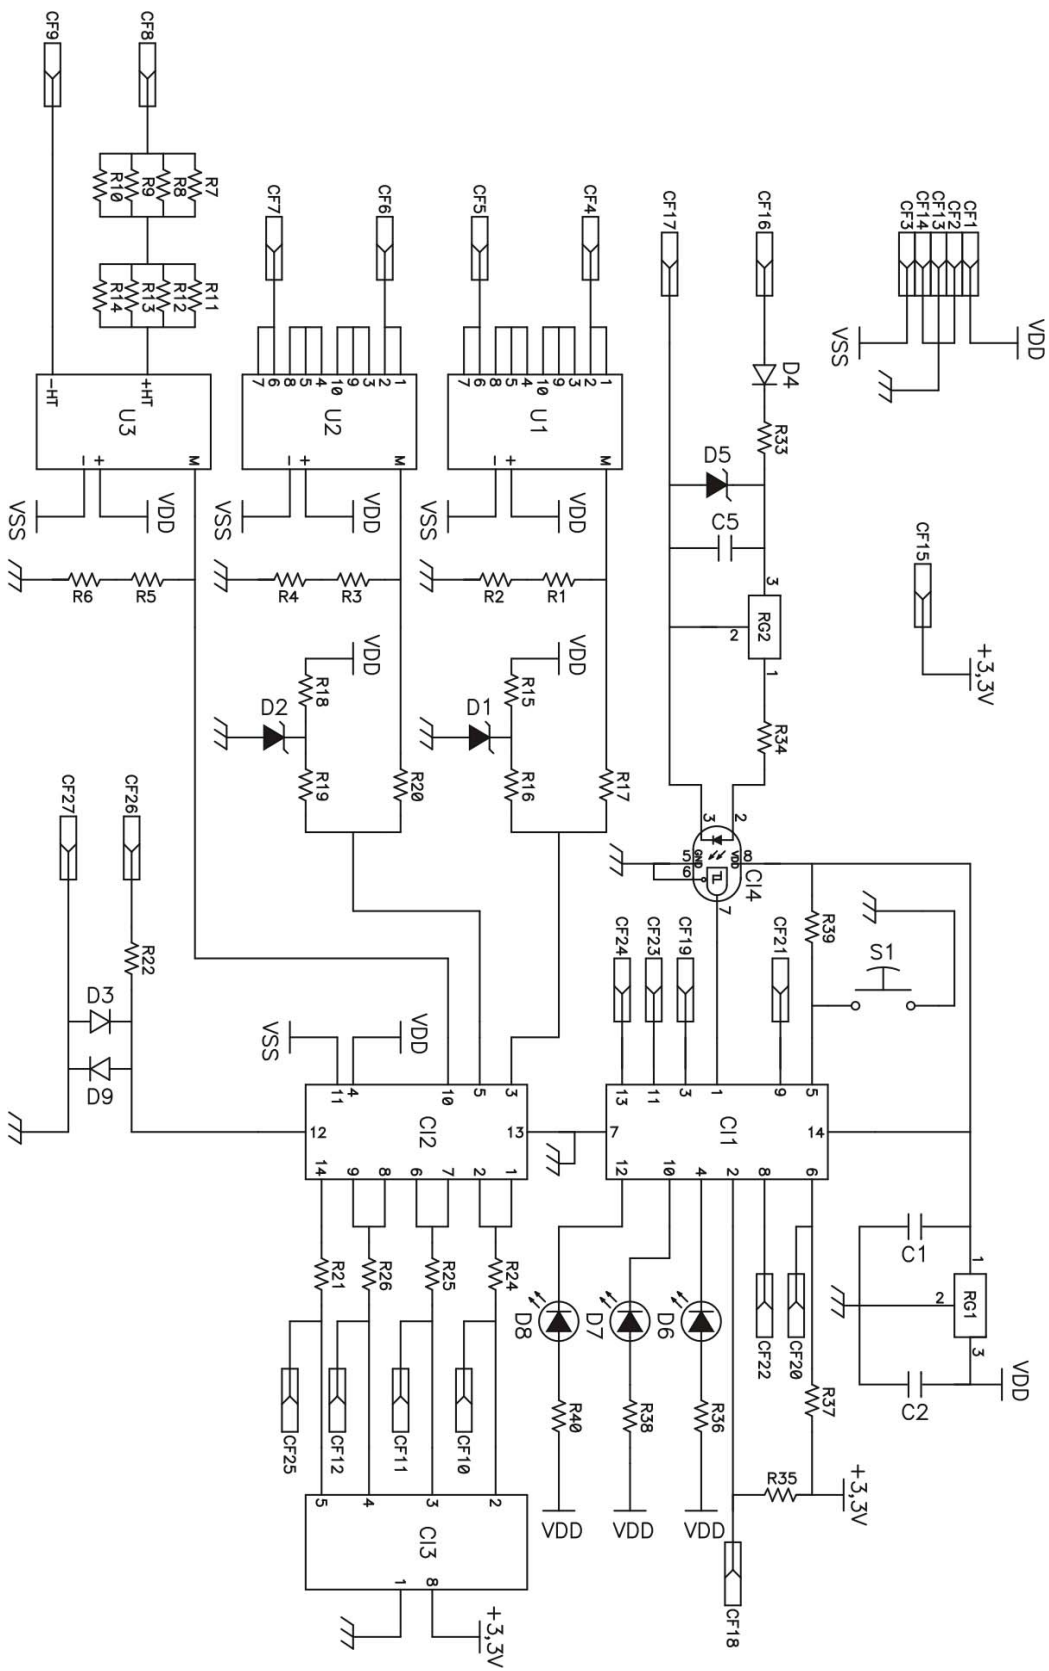 CF1
CF2
CF13
CF14
CF3
VDD
VSS
CF15
+3,3V
CF16
D4
R33
D5
C5
3
RG2
2
1
R34
CF17
2
3
8
VDD
GND
5
6
7
CI4
R39
S1
CF21
CF19
CF23
CF24
5
9
1
3
11
13
CI1
14
7
6
8
2
4
10
12
C1
1
RG1
2
3
C2
VDD
CF20
CF22
R37
R35
+3,3V
CF18
D6
R36
VDD
D7
R38
VDD
D8
R40
VDD
CF4
CF5
1
2
3
9
10
4
5
8
6
7
U1
M
+
-
VDD
VSS
R1
R2
VDD
R15
D1
R16
R17
CF6
CF7
1
2
3
9
10
4
5
8
6
7
U2
M
+
-
VDD
VSS
R3
R4
VDD
R18
D2
R19
R20
CF8
CF9
R7
R8
R9
R10
R11
R12
R13
R14
+HT
-HT
U3
M
+
-
VDD
VSS
R5
R6
CF26
CF27
R22
D3
D9
VDD
VSS
3
5
10
4
11
CI2
13
12
1
2
7
6
8
9
14
R24
R25
R26
R21
CF10
CF11
CF12
CF25
2
3
4
5
CI3
8
1
+3,3V